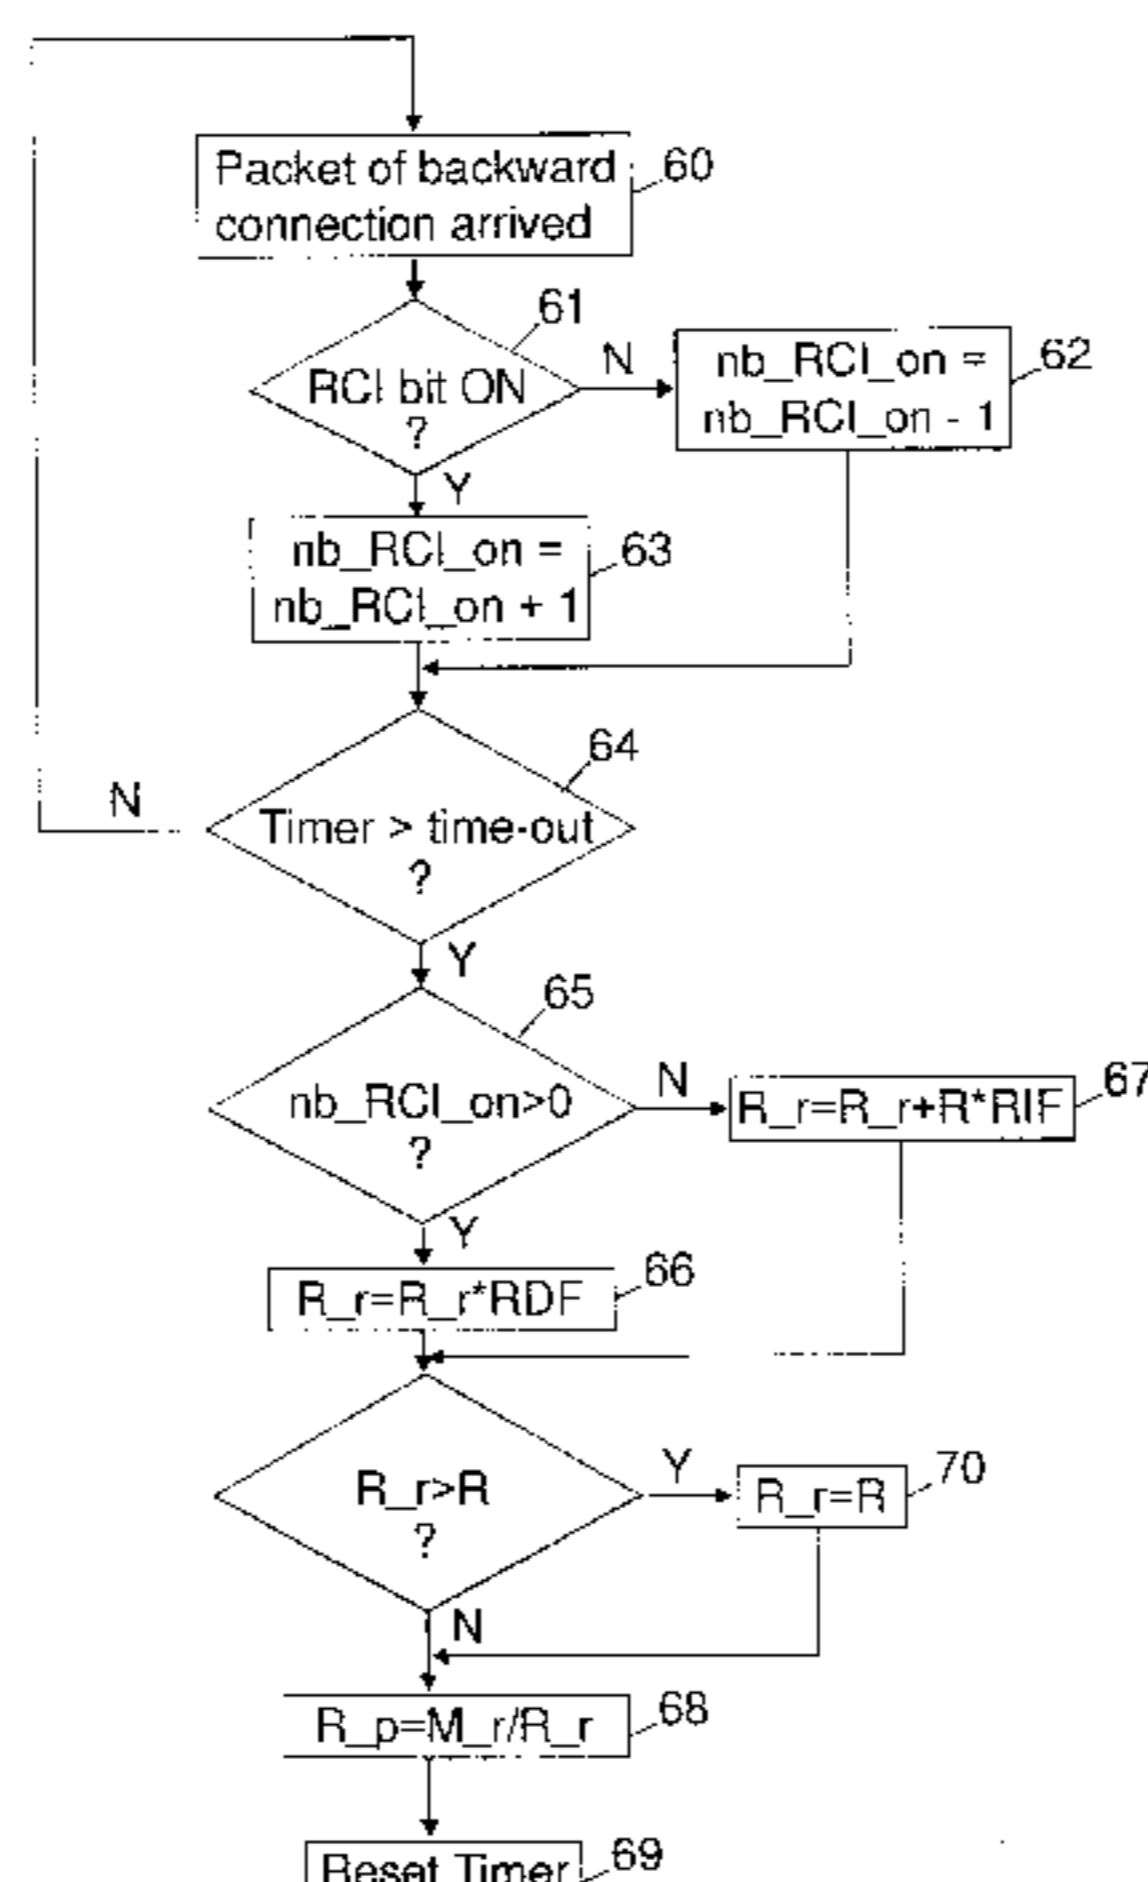 Packet of backward
connection arrived
60
61
RCI bit ON
?
N
nb_RCI_on =
nb_RCI_on - 1
62
Y
nb_RCI_on =
nb_RCI_on + 1
63
64
N
Timer > time-out
?
Y
65
nb_RCI_on>0
?
N
R_r=R_r+R*RIF
67
Y
R_r=R_r*RDF
66
R_r>R
?
Y
R_r=R
70
N
R_p=M_r/R_r
68
Reset Timer
69